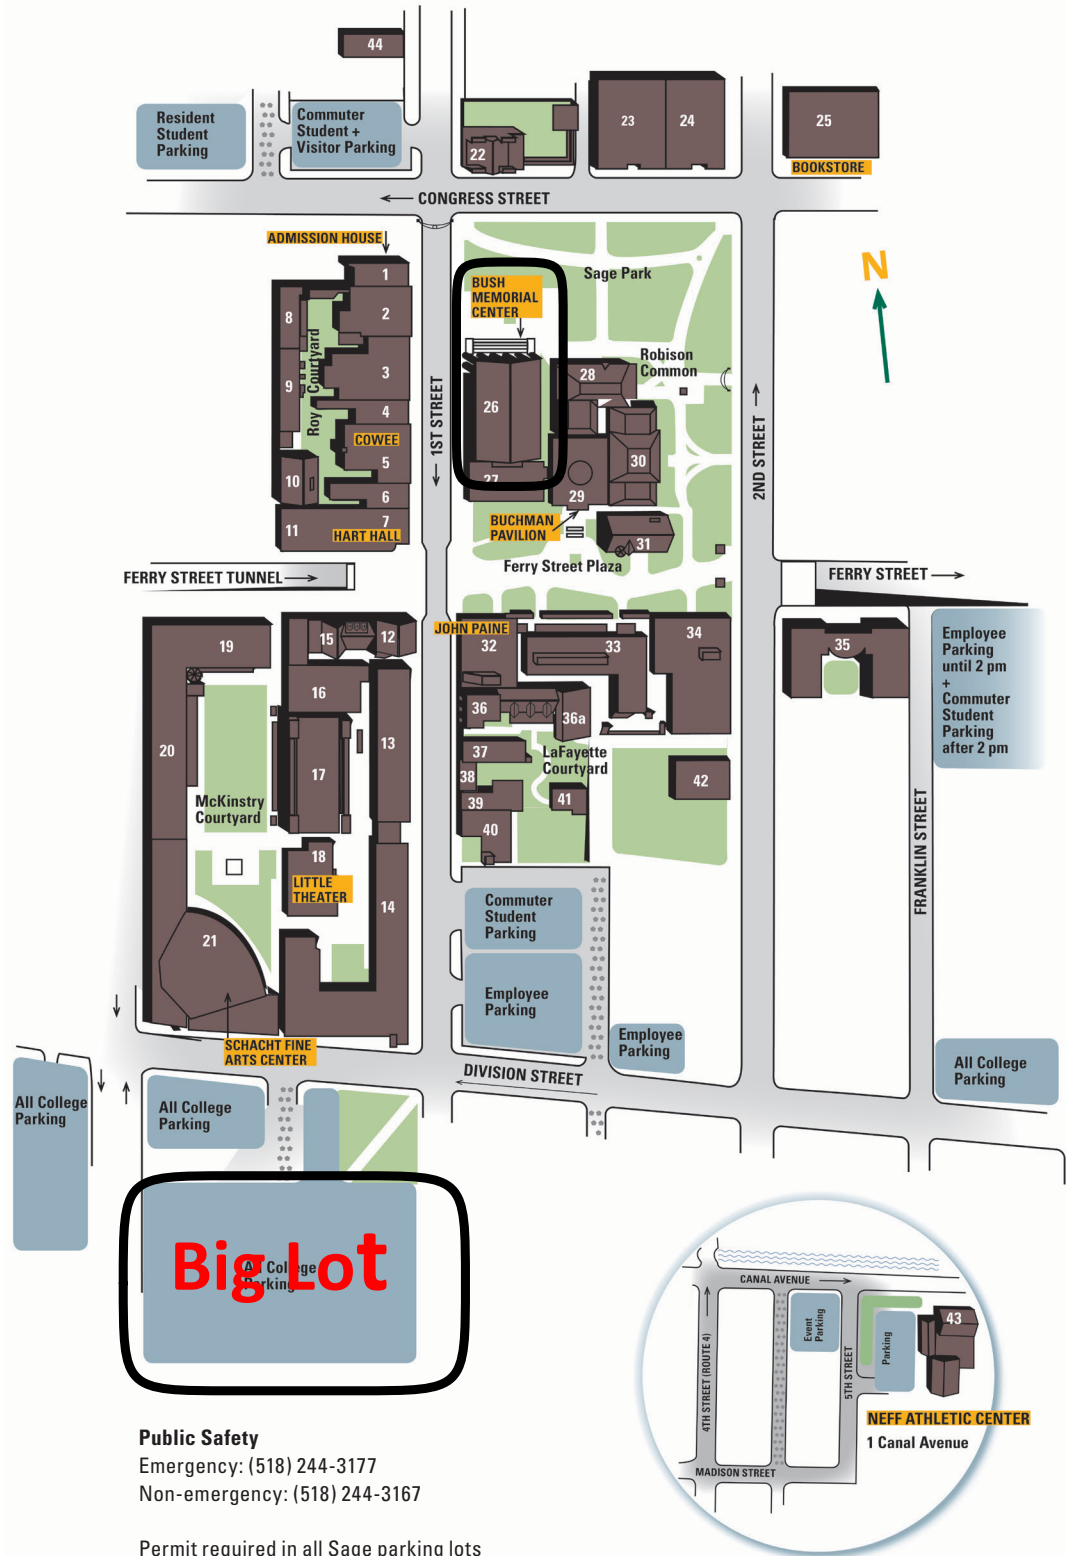 44
Resident
Student
Parking
Commuter
Student +
Visitor Parking
22
23
24
25
BOOKSTORE
← CONGRESS STREET
ADMISSION HOUSE
1
2
3
4
COWEE
5
6
7
HART HALL
8
9
10
11
Roy Courtyard
← 1ST STREET
BUSH
MEMORIAL
CENTER
Sage Park
Robison
Common
26
27
28
29
30
31
BUCHMAN
PAVILION
Ferry Street Plaza
2ND STREET →
N
FERRY STREET TUNNEL →
FERRY STREET →
JOHN PAINE
19
15
12
16
20
17
13
McKinstry
Courtyard
18
LITTLE
THEATER
14
21
SCHACHT FINE
ARTS CENTER
32
33
34
35
36
36a
37
38
39
40
41
42
LaFayette
Courtyard
Employee
Parking
until 2 pm
+
Commuter
Student
Parking
after 2 pm
FRANKLIN STREET
Commuter
Student
Parking
Employee
Parking
Employee
Parking
DIVISION STREET
All College
Parking
All College
Parking
All College
Parking
All College
Parking
Big Lot
CANAL AVENUE →
4TH STREET (ROUTE 4) →
Event
Parking
5TH STREET
Parking
43
MADISON STREET
NEFF ATHLETIC CENTER
1 Canal Avenue
Public Safety
Emergency: (518) 244-3177
Non-emergency: (518) 244-3167
Permit required in all Sage parking lots